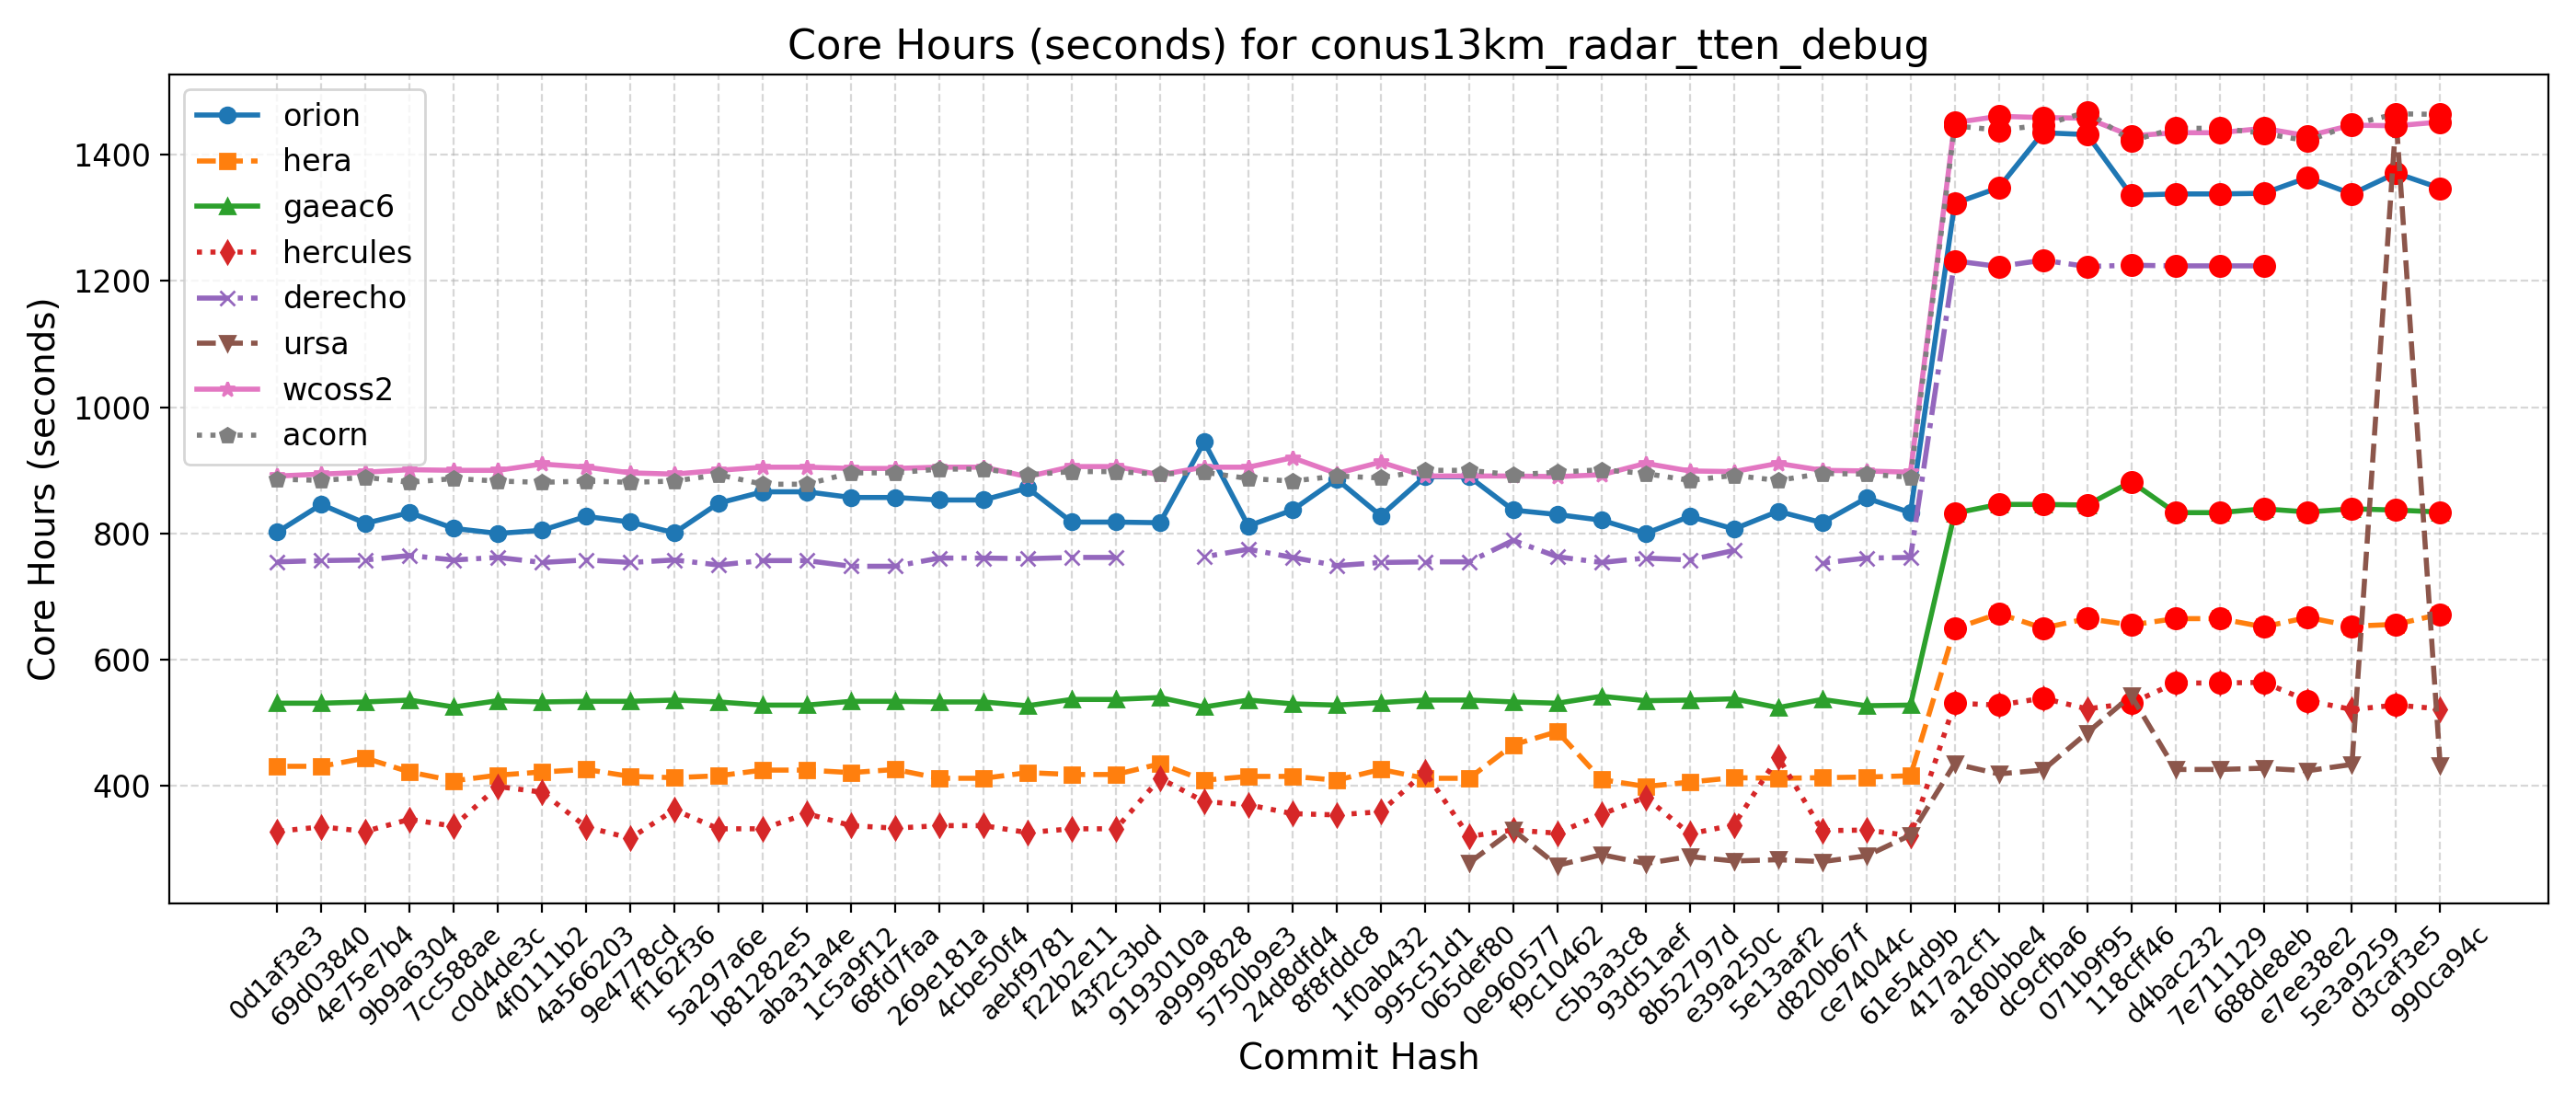 Core Hours (seconds) for conus13km_radar_tten_debug
orion
hera
gaeac6
hercules
derecho
ursa
wcoss2
acorn
Core Hours (seconds)
1400
1200
1000
800
600
400
0d1af3e3
69d03840
4e75e7b4
9b9a6304
7cc588ae
c0d4de3c
4f0111b2
4a566203
9e4778cd
ff162f36
5a297a6e
b81282e5
aba31a4e
1c5a9f12
68fd7faa
269e181a
4cbe50f4
aebf9781
f22b2e11
43f2c3bd
9193010a
a9999828
5750b9e3
24d8dfd4
8f8fddc8
1f0ab432
995c51d1
065def80
0e960577
f9c10462
c5b3a3c8
93d51aef
8b52797d
e39a250c
5e13aaf2
d820b67f
ce74044c
61e54d9b
417a2cf1
a180bbe4
dc9cfba6
071b9f95
118cff46
d4bac232
7e711129
688de8eb
e7ee38e2
5e3a9259
d3caf3e5
990ca94c
Commit Hash